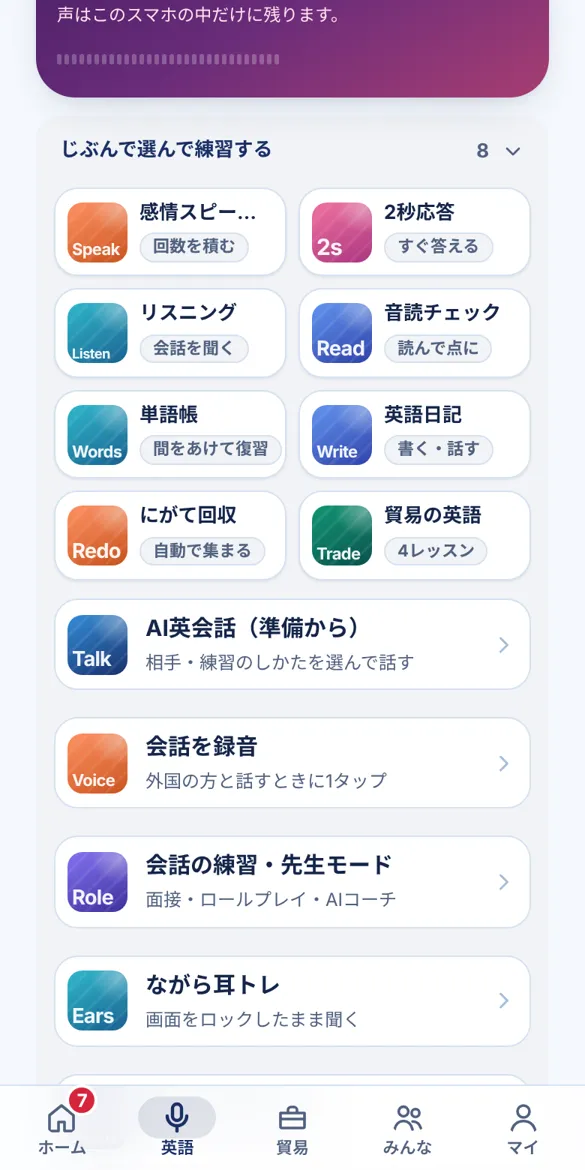 声はこのスマホの中だけに残ります。
じぶんで選んで練習する 8
Speak 感情スピー…
回数を積む
2s 2秒応答
すぐ答える
Listen リスニング
会話を聞く
Read 音読チェック
読んで点に
Words 単語帳
間をあけて復習
Write 英語日記
書く・話す
Redo にがて回収
自動で集まる
Trade 貿易の英語
4レッスン
Talk AI英会話（準備から）
相手・練習のしかたを選んで話す
Voice 会話を録音
外国の方と話すときに1タップ
Role 会話の練習・先生モード
面接・ロールプレイ・AIコーチ
Ears ながら耳トレ
画面をロックしたまま聞く
7
ホーム 英語 貿易 みんな マイ